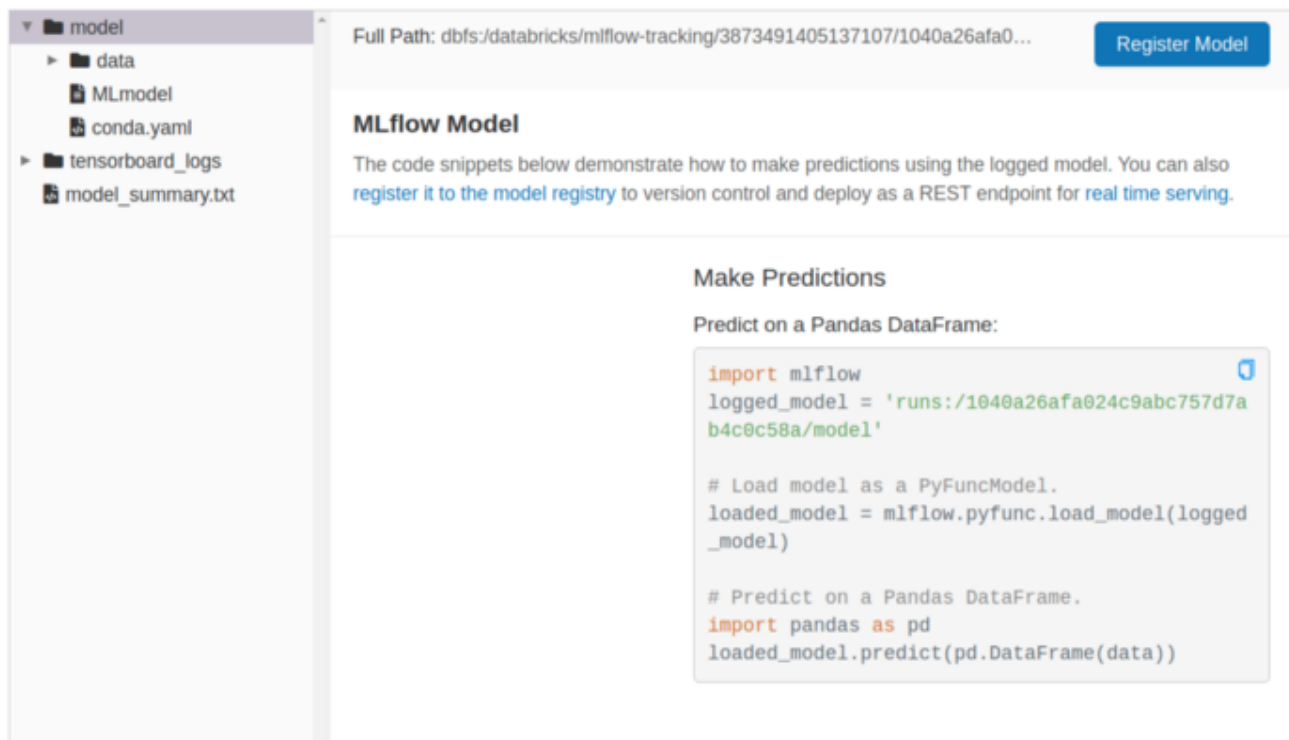 model
data
MLmodel
conda.yaml
tensorboard_logs
model_summary.txt
Full Path: dbfs:/databricks/mlflow-tracking/3873491405137107/1040a26afa0...
Register Model
MLflow Model
The code snippets below demonstrate how to make predictions using the logged model. You can also
register it to the model registry to version control and deploy as a REST endpoint for real time serving.
Make Predictions
Predict on a Pandas DataFrame:
import mlflow
logged_model = 'runs:/1040a26afa024c9abc757d7a
b4c0c58a/model'
# Load model as a PyFuncModel.
loaded_model = mlflow.pyfunc.load_model(logged
_model)
# Predict on a Pandas DataFrame.
import pandas as pd
loaded_model.predict(pd.DataFrame(data))